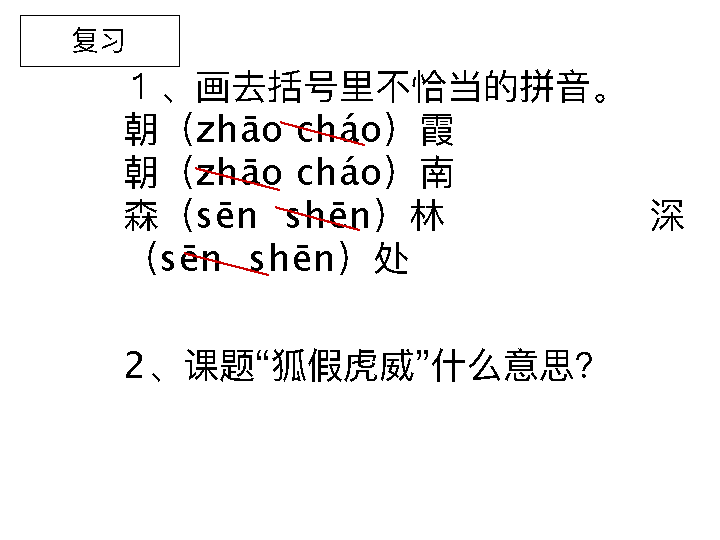 复习
1、画去括号里不恰当的拼音。
朝（zhāo cháo）霞
朝（zhāo cháo）南
森（sēn  shēn）林 深
（sēn  shēn）处
2、课题“狐假虎威”什么意思？